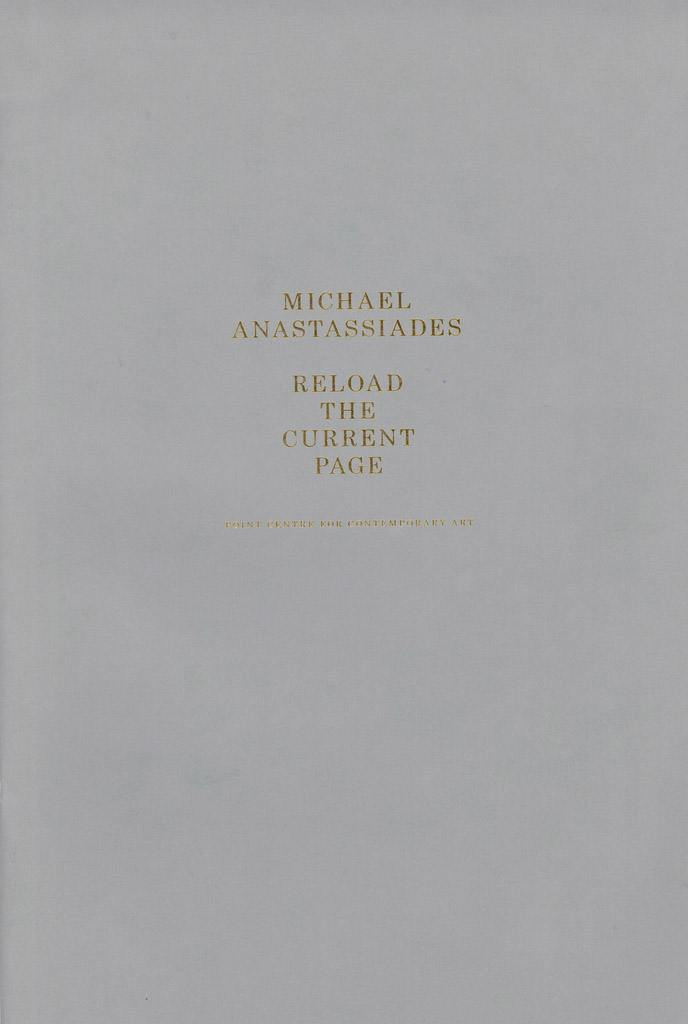 MICHAEL
ANASTASSIADES
RELOAD
THE
CURRENT
PAGE
POINT CENTRE FOR CONTEMPORARY ART